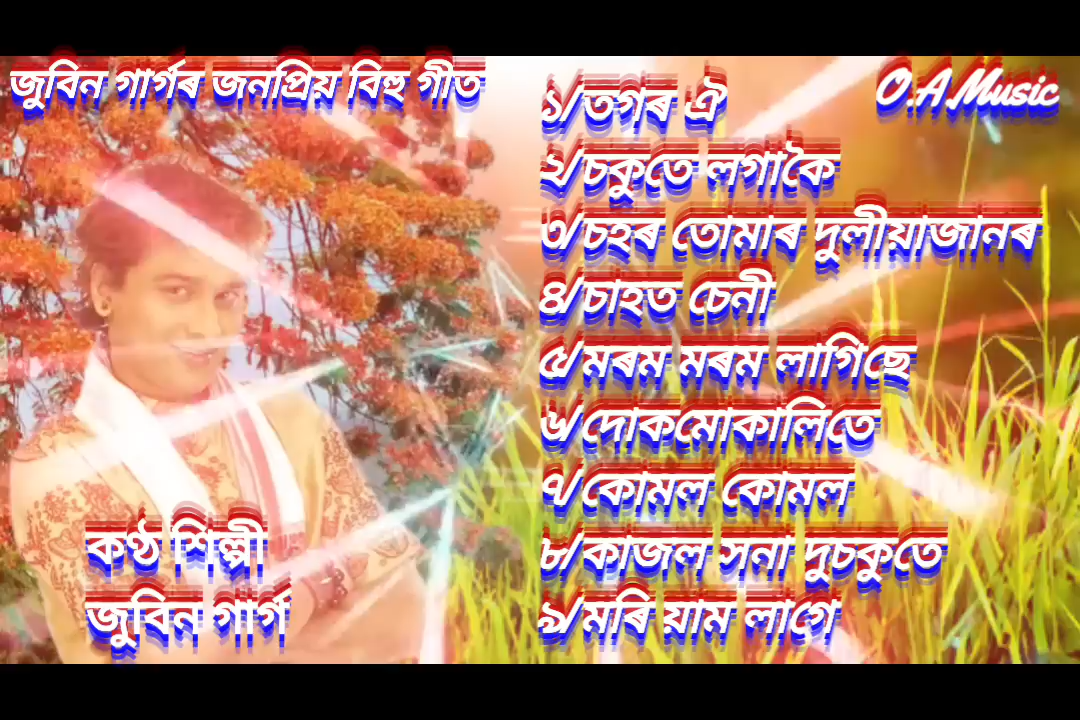 জুবিন গাৰ্গৰ জনপ্ৰিয় বিহু গীত
O.A.Music
১/তগৰ ঐ
২/চকুতে লগাকৈ
৩/চহৰ তোমাৰ দুলীয়াজানৰ
৪/চাহত চেনী
৫/মৰম মৰম লাগিছে
৬/দোকমোকালিতে
৭/কোমল কোমল
৮/কাজল সনা দুচকুতে
৯/মৰি যাম লাগে
কণ্ঠ শিল্পী
জুবিন গাৰ্গ